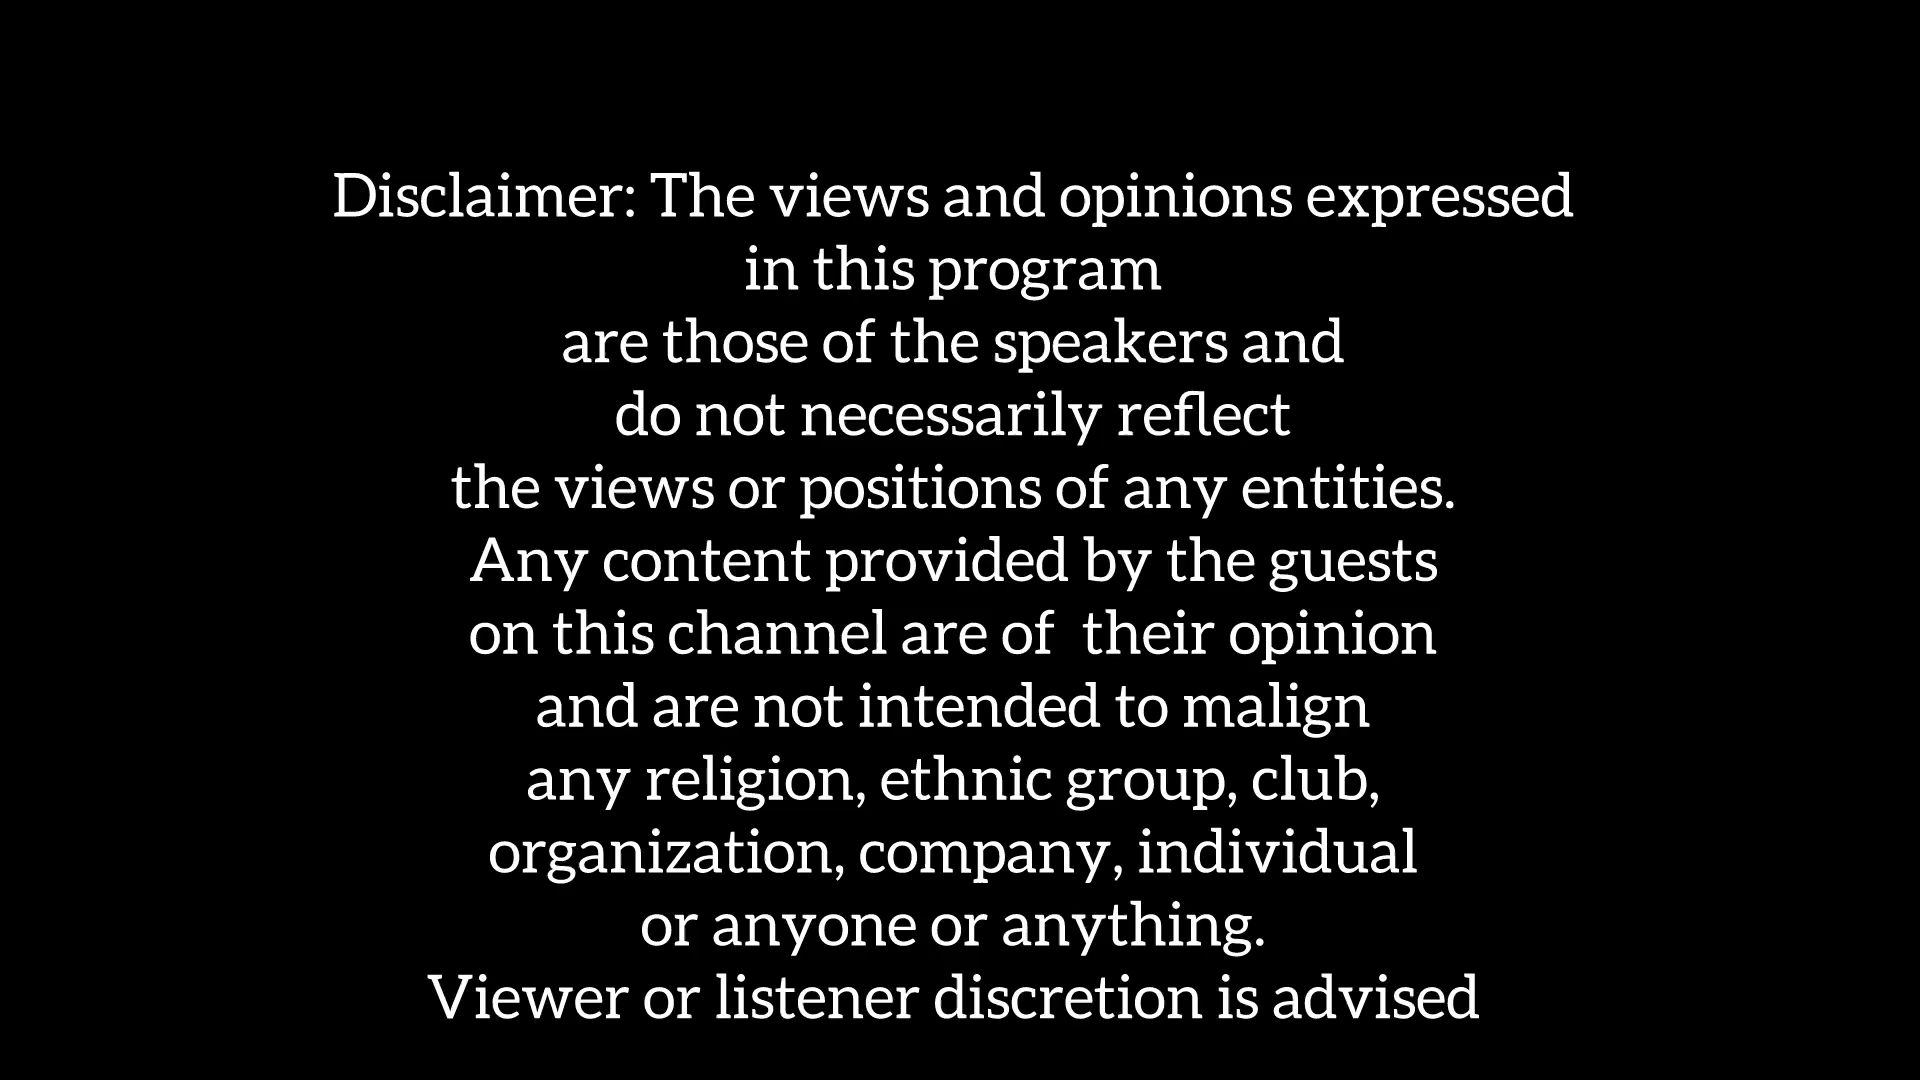 Disclaimer: The views and opinions expressed
in this program
are those of the speakers and
do not necessarily reflect
the views or positions of any entities.
Any content provided by the guests
on this channel are of  their opinion
and are not intended to malign
any religion, ethnic group, club,
organization, company, individual
or anyone or anything.
Viewer or listener discretion is advised